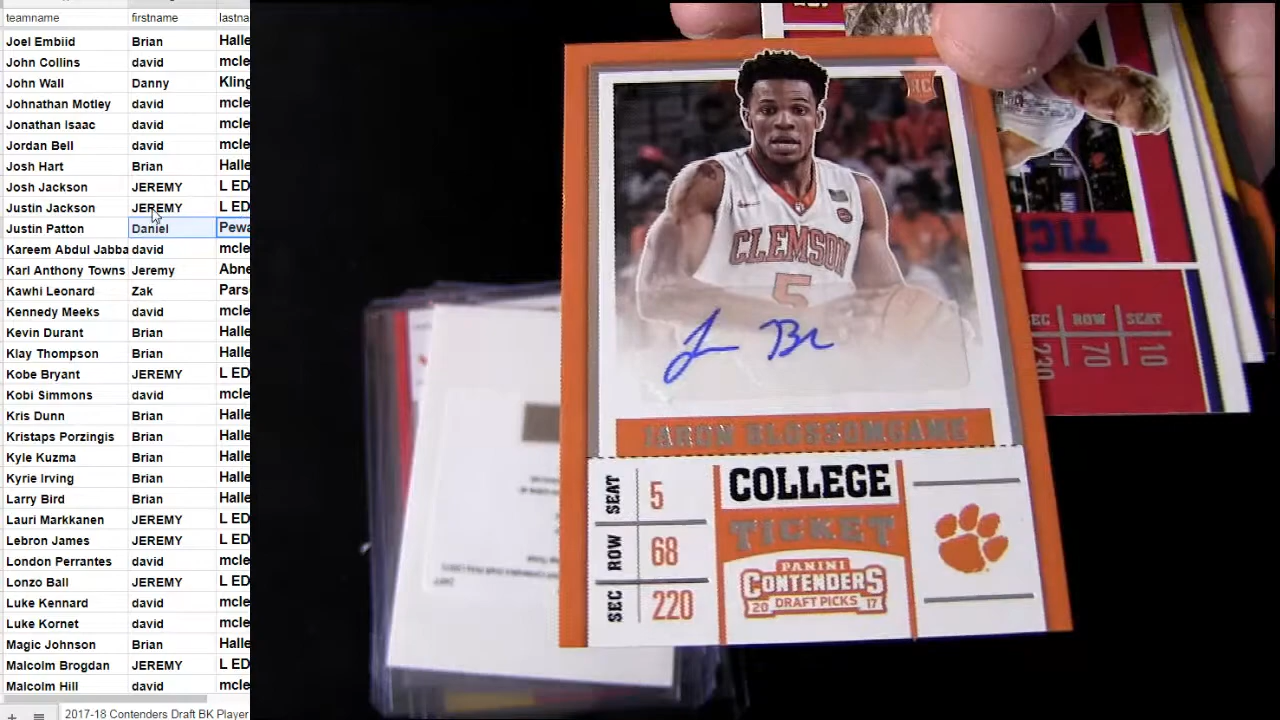 teamname firstname lastna
Joel Embiid Brian Halle
John Collins david mcle
John Wall Danny Kling
Johnathan Motley david mcle
Jonathan Isaac david mcle
Jordan Bell david mcle
Josh Hart Brian Halle
Josh Jackson JEREMY L ED
Justin Jackson JEREMY L ED
Justin Patton Daniel Pewa
Kareem Abdul Jabba david mcle
Karl Anthony Towns Jeremy Abne
Kawhi Leonard Zak Pars
Kennedy Meeks david mcle
Kevin Durant Brian Halle
Klay Thompson Brian Halle
Kobe Bryant JEREMY L ED
Kobi Simmons david mcle
Kris Dunn Brian Halle
Kristaps Porzingis Brian Halle
Kyle Kuzma Brian Halle
Kyrie Irving Brian Halle
Larry Bird Brian Halle
Lauri Markkanen JEREMY L ED
Lebron James JEREMY L ED
London Perrantes david mcle
Lonzo Ball JEREMY L ED
Luke Kennard david mcle
Luke Kornet david mcle
Magic Johnson Brian Halle
Malcolm Brogdan JEREMY L ED
Malcolm Hill david mcle
2017-18 Contenders Draft BK Player
RC
CLEMSON
5
JARON BLOSSOMGAME
SEAT 5
ROW 68
SEC 220
COLLEGE
TICKET
PANINI
CONTENDERS
20 DRAFT PICKS 17
TIC
SEC ROW SEAT
230 70 10